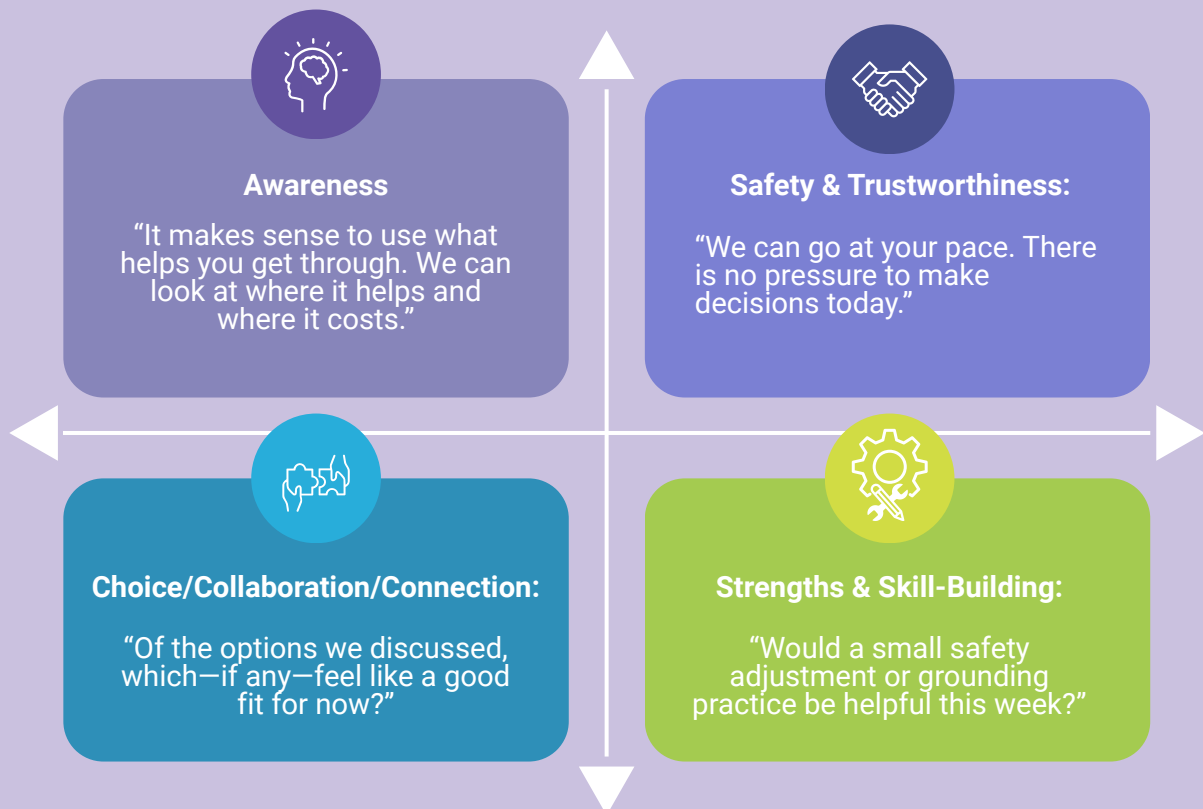 Awareness
“It makes sense to use what
helps you get through. We can
look at where it helps and
where it costs.”
Safety & Trustworthiness:
“We can go at your pace. There
is no pressure to make
decisions today.”
Choice/Collaboration/Connection:
“Of the options we discussed,
which—if any—feel like a good
fit for now?”
Strengths & Skill-Building:
“Would a small safety
adjustment or grounding
practice be helpful this week?”